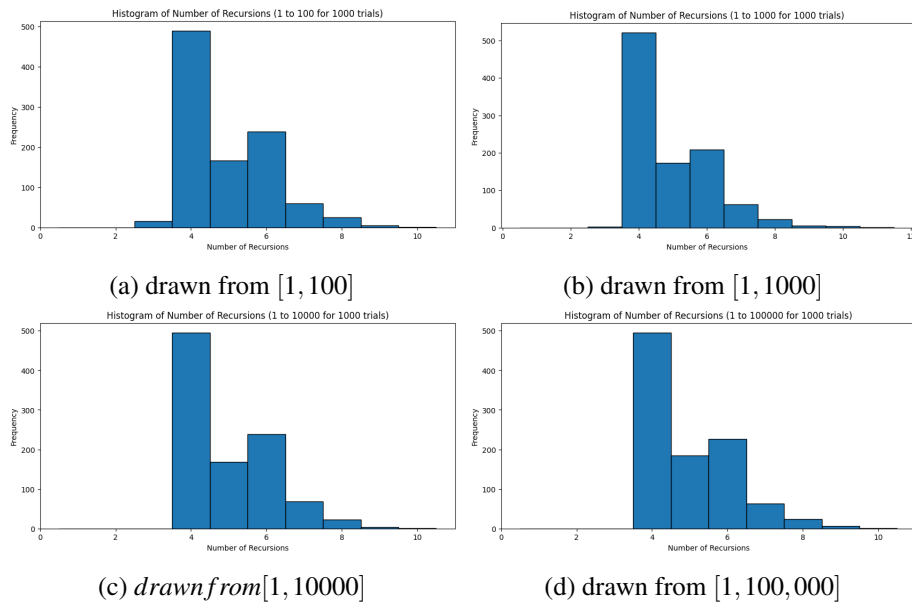 Histogram of Number of Recursions (1 to 100 for 1000 trials)
500
400
300
200
100
0
Frequency
0 2 4 6 8 10
Number of Recursions
(a) drawn from [1, 100]
Histogram of Number of Recursions (1 to 1000 for 1000 trials)
500
400
300
200
100
0
Frequency
0 2 4 6 8 10 12
Number of Recursions
(b) drawn from [1, 1000]
Histogram of Number of Recursions (1 to 10000 for 1000 trials)
500
400
300
200
100
0
Frequency
0 2 4 6 8 10
Number of Recursions
(c) drawnfrom[1, 10000]
Histogram of Number of Recursions (1 to 100000 for 1000 trials)
500
400
300
200
100
0
Frequency
0 2 4 6 8 10
Number of Recursions
(d) drawn from [1, 100, 000]